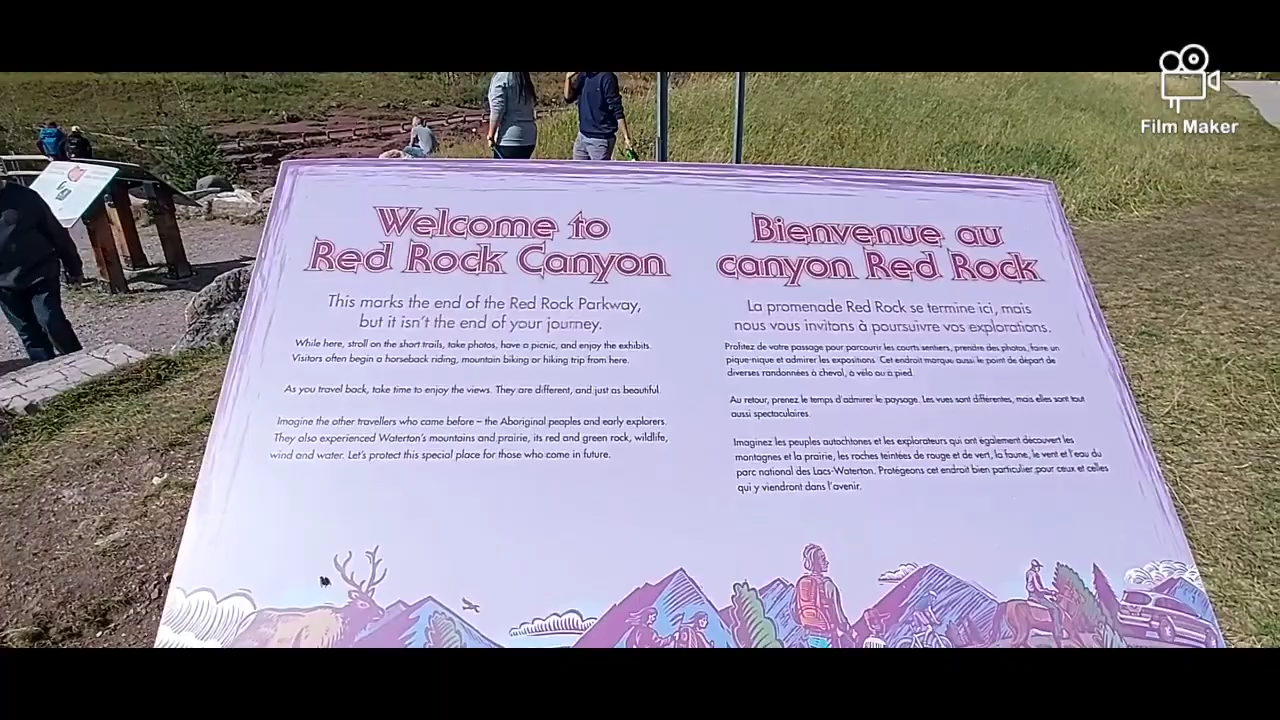 Film Maker
Welcome to
Red Rock Canyon
This marks the end of the Red Rock Parkway,
but it isn't the end of your journey.
While here, stroll on the short trails, take photos, have a picnic, and enjoy the exhibits.
Visitors often begin a horseback riding, mountain biking or hiking trip from here.
As you travel back, take time to enjoy the views. They are different, and just as beautiful.
Imagine the other travellers who came before – the Aboriginal peoples and early explorers.
They also experienced Waterton's mountains and prairie, its red and green rock, wildlife,
wind and water. Let's protect this special place for those who come in future.
Bienvenue au
canyon Red Rock
La promenade Red Rock se termine ici, mais
nous vous invitons à poursuivre vos explorations.
Profitez de votre passage pour parcourir les courts sentiers, prendre des photos, faire un
pique-nique et admirer les expositions. Cet endroit marque aussi le point de départ de
diverses randonnées à cheval, à vélo ou à pied.
Au retour, prenez le temps d'admirer le paysage. Les vues sont différentes, mais elles sont tout
aussi spectaculaires.
Imaginez les peuples autochtones et les explorateurs qui ont également découvert les
montagnes et la prairie, les roches teintées de rouge et de vert, la faune, le vent et l'eau du
parc national des Lacs-Waterton. Protégeons cet endroit bien particulier pour ceux et celles
qui y viendront dans l'avenir.